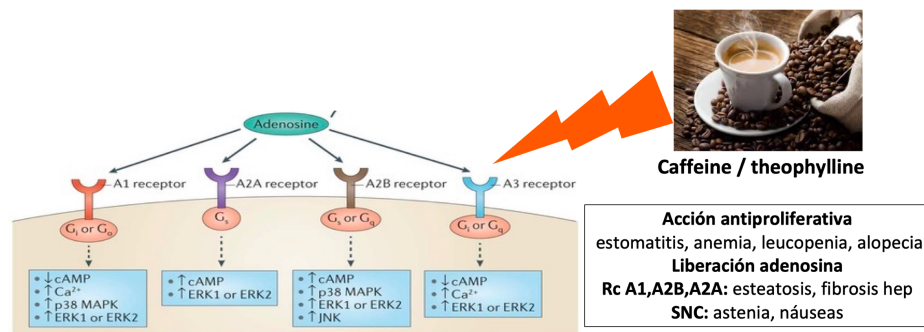 Adenosine
A1 receptor
A2A receptor
A2B receptor
A3 receptor
Gi or Go
Gs
Gs or Gq
Gi or Gq
• ↓cAMP
• ↑Ca2+
• ↑p38 MAPK
• ↑ERK1 or ERK2
• ↑cAMP
• ↑ERK1 or ERK2
• ↑cAMP
• ↑p38 MAPK
• ↑ERK1 or ERK2
• ↑JNK
• ↓cAMP
• ↑Ca2+
• ↑ERK1 or ERK2
Caffeine / theophylline
Acción antiproliferativa
estomatitis, anemia, leucopenia, alopecia
Liberación adenosina
Rc A1,A2B,A2A: esteatosis, fibrosis hep
SNC: astenia, náuseas